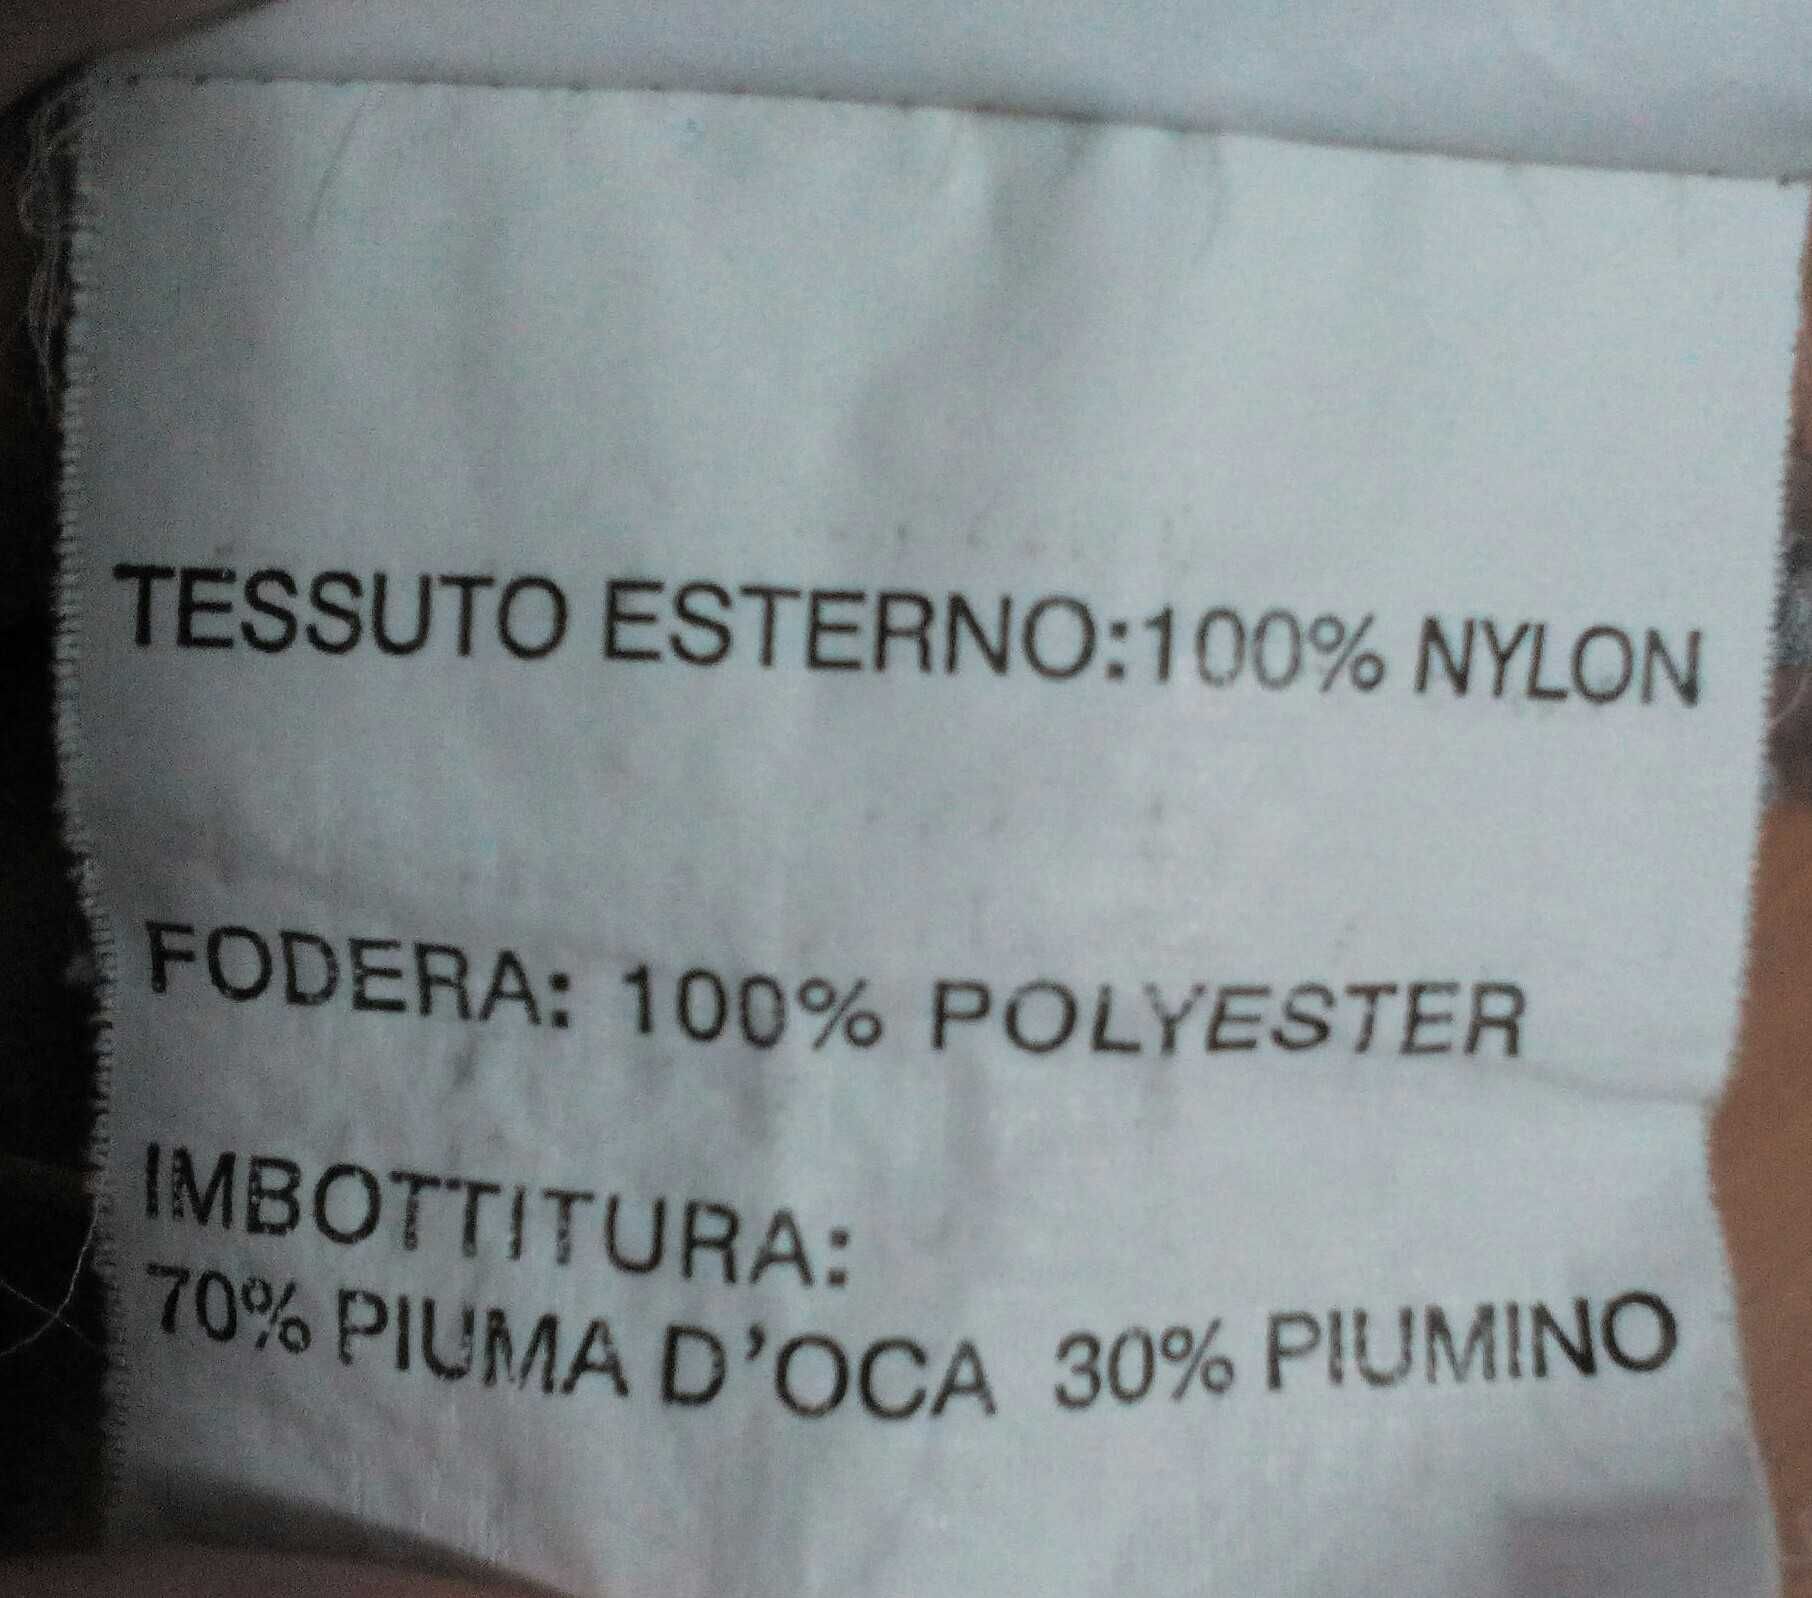 TESSUTO ESTERNO:100% NYLON
FODERA: 100% POLYESTER
IMBOTTITURA:
70% PIUMA D'OCA 30% PIUMINO